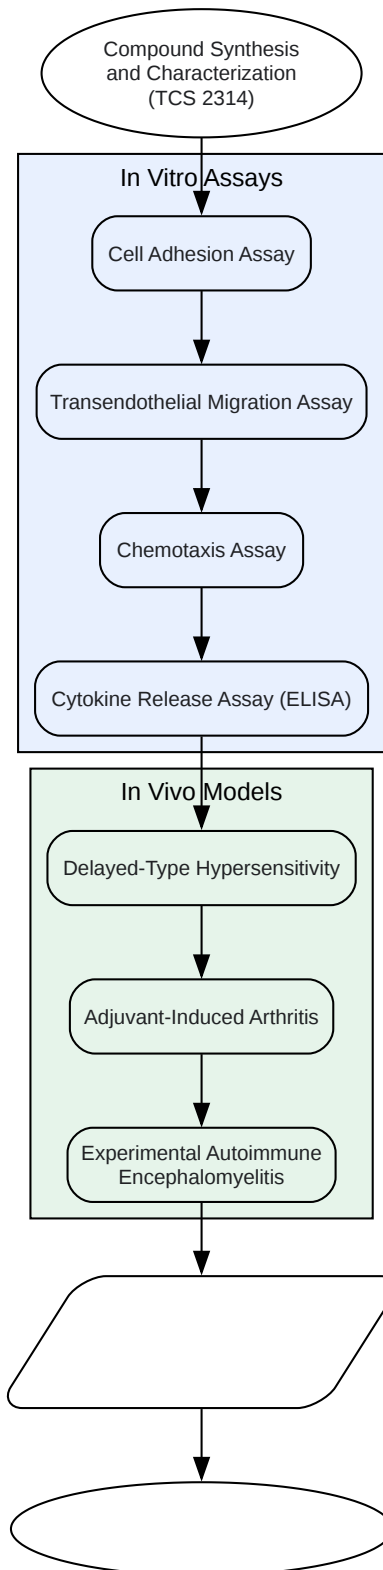 Compound Synthesis
and Characterization
(TCS 2314)
In Vitro Assays
Cell Adhesion Assay
Transendothelial Migration Assay
Chemotaxis Assay
Cytokine Release Assay (ELISA)
In Vivo Models
Delayed-Type Hypersensitivity
Adjuvant-Induced Arthritis
Experimental Autoimmune
Encephalomyelitis